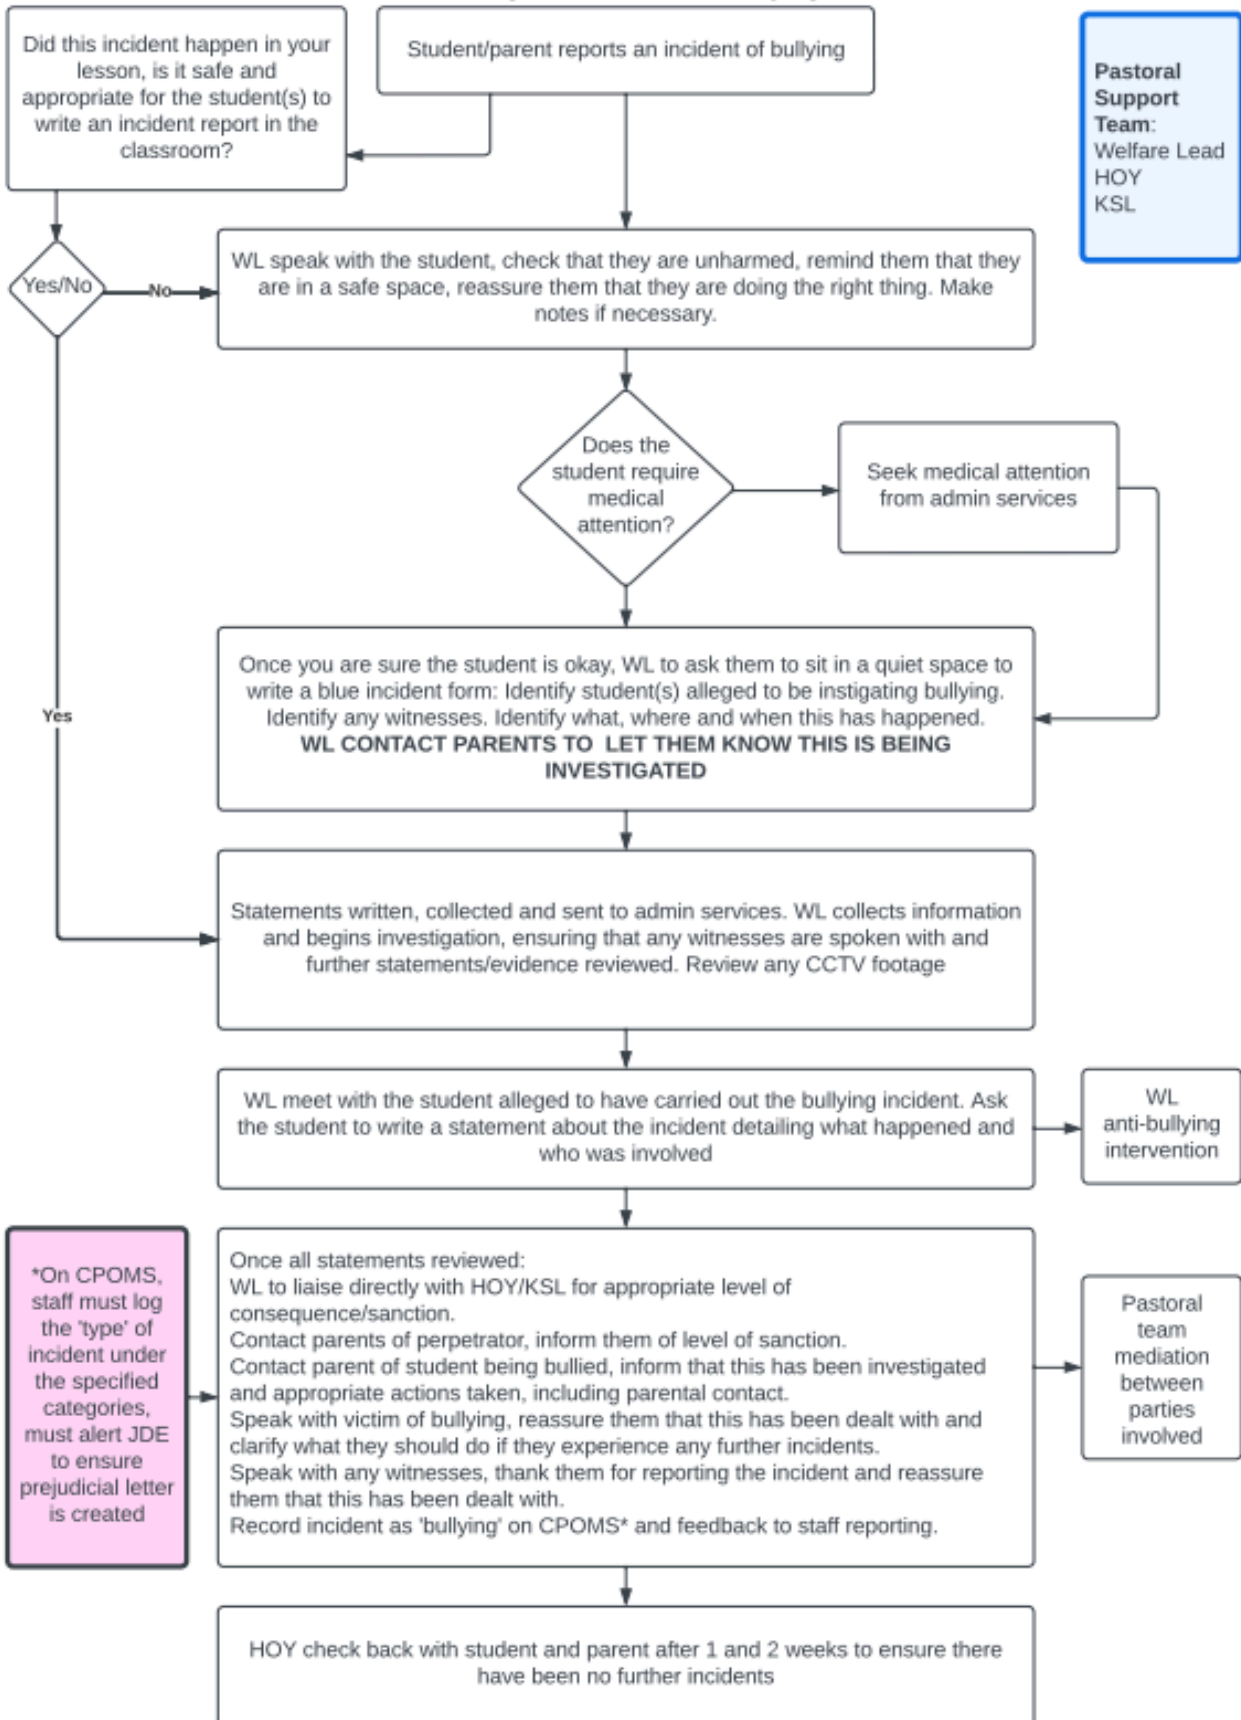 Did this incident happen in your
lesson, is it safe and
appropriate for the student(s) to
write an incident report in the
classroom?
Student/parent reports an incident of bullying
Pastoral
Support
Team:
Welfare Lead
HOY
KSL
Yes/No
No
WL speak with the student, check that they are unharmed, remind them that they
are in a safe space, reassure them that they are doing the right thing. Make
notes if necessary.
Does the
student require
medical
attention?
Seek medical attention
from admin services
Yes
Once you are sure the student is okay, WL to ask them to sit in a quiet space to
write a blue incident form: Identify student(s) alleged to be instigating bullying.
Identify any witnesses. Identify what, where and when this has happened.
WL CONTACT PARENTS TO LET THEM KNOW THIS IS BEING
INVESTIGATED
Statements written, collected and sent to admin services. WL collects information
and begins investigation, ensuring that any witnesses are spoken with and
further statements/evidence reviewed. Review any CCTV footage
WL meet with the student alleged to have carried out the bullying incident. Ask
the student to write a statement about the incident detailing what happened and
who was involved
WL
anti-bullying
intervention
*On CPOMS,
staff must log
the 'type' of
incident under
the specified
categories,
must alert JDE
to ensure
prejudicial letter
is created
Once all statements reviewed:
WL to liaise directly with HOY/KSL for appropriate level of
consequence/sanction.
Contact parents of perpetrator, inform them of level of sanction.
Contact parent of student being bullied, inform that this has been investigated
and appropriate actions taken, including parental contact.
Speak with victim of bullying, reassure them that this has been dealt with and
clarify what they should do if they experience any further incidents.
Speak with any witnesses, thank them for reporting the incident and reassure
them that this has been dealt with.
Record incident as 'bullying' on CPOMS* and feedback to staff reporting.
Pastoral
team
mediation
between
parties
involved
HOY check back with student and parent after 1 and 2 weeks to ensure there
have been no further incidents